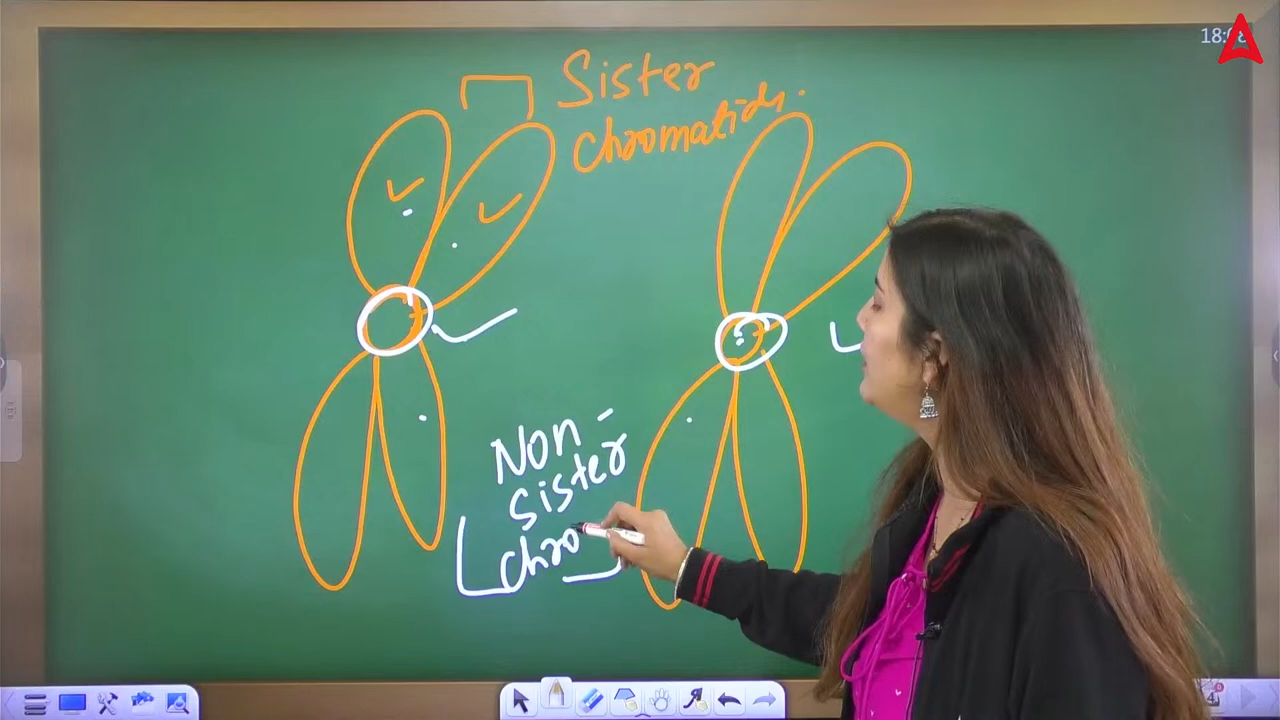 Sister
chromatids.
Non-
sister
chro